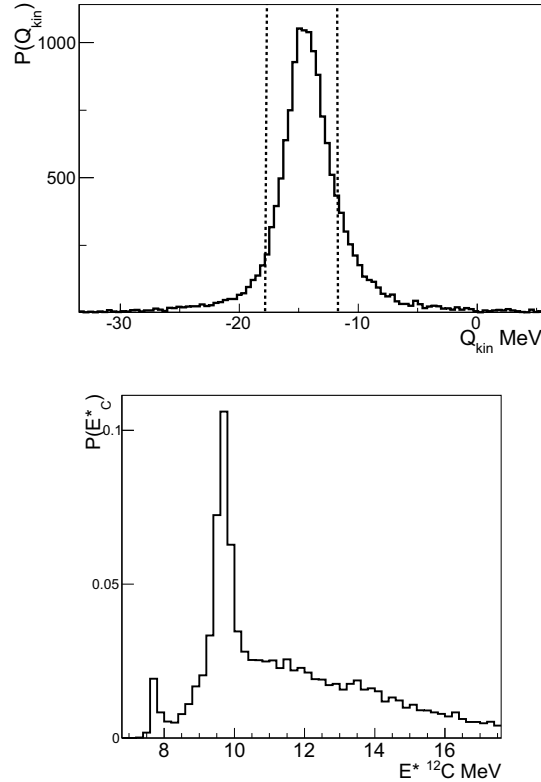 P(Q_kin)
1000
500
-30 -20 -10 0
Q_kin MeV
P(E*_C)
0.1
0.05
0
8 10 12 14 16
E* ¹²C MeV